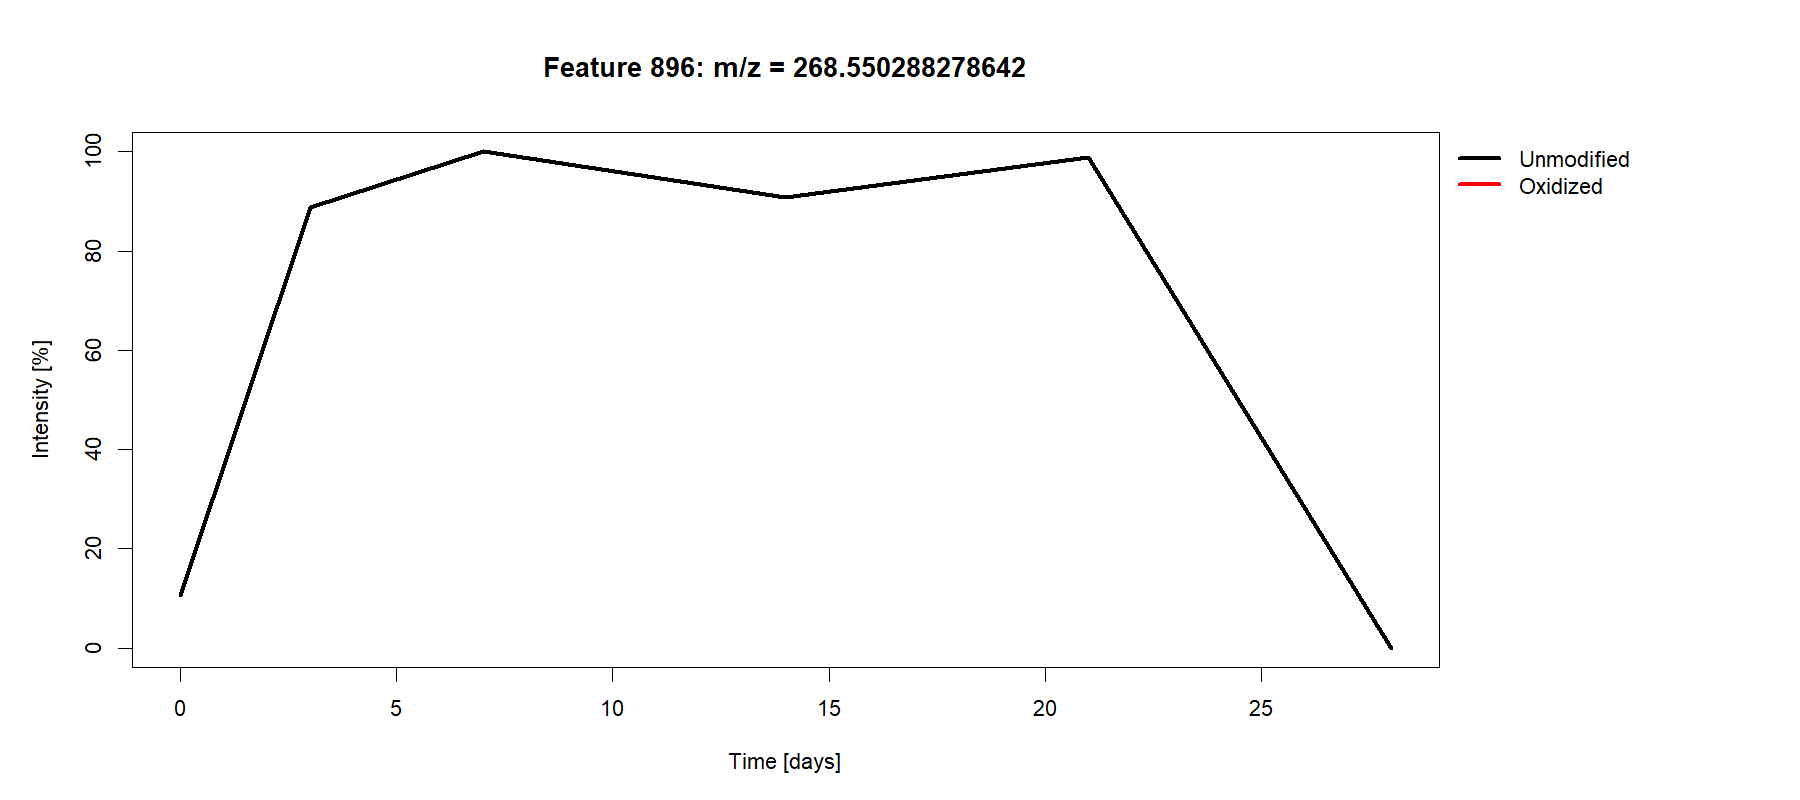 Feature 896: m/z = 268.550288278642
Unmodified
Oxidized
Intensity [%]
100
80
60
40
20
0
0 5 10 15 20 25
Time [days]